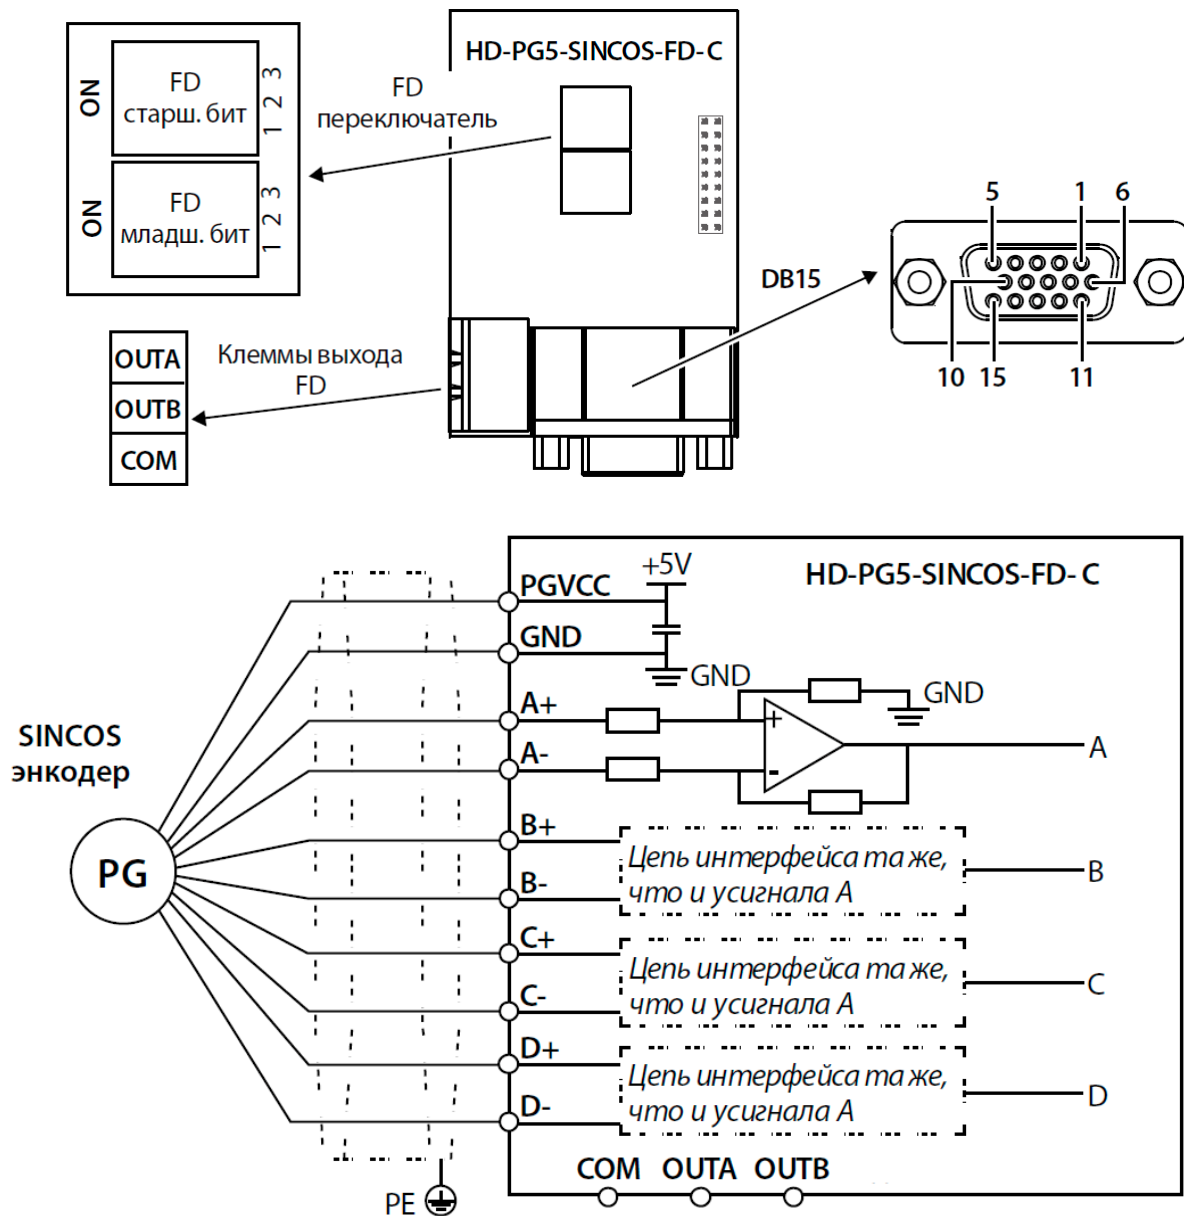 HD-PG5-SINCOS-FD-C
ON
FD
старш. бит
1 2 3
ON
FD
младш. бит
1 2 3
FD
переключатель
5
1
6
DB15
10
15
11
OUTA
OUTB
COM
Клеммы выхода
FD
HD-PG5-SINCOS-FD-C
+5V
PGVCC
GND
GND
GND
A+
+
A-
-
A
SINCOS
энкодер
PG
B+
B-
Цепь интерфейса та же,
что и усигнала А
B
C+
C-
Цепь интерфейса та же,
что и усигнала А
C
D+
D-
Цепь интерфейса та же,
что и усигнала А
D
COM OUTA OUTB
PE